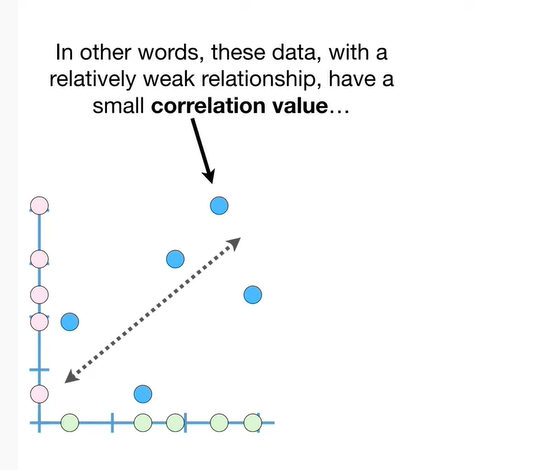 In other words, these data, with a
relatively weak relationship, have a
small correlation value…